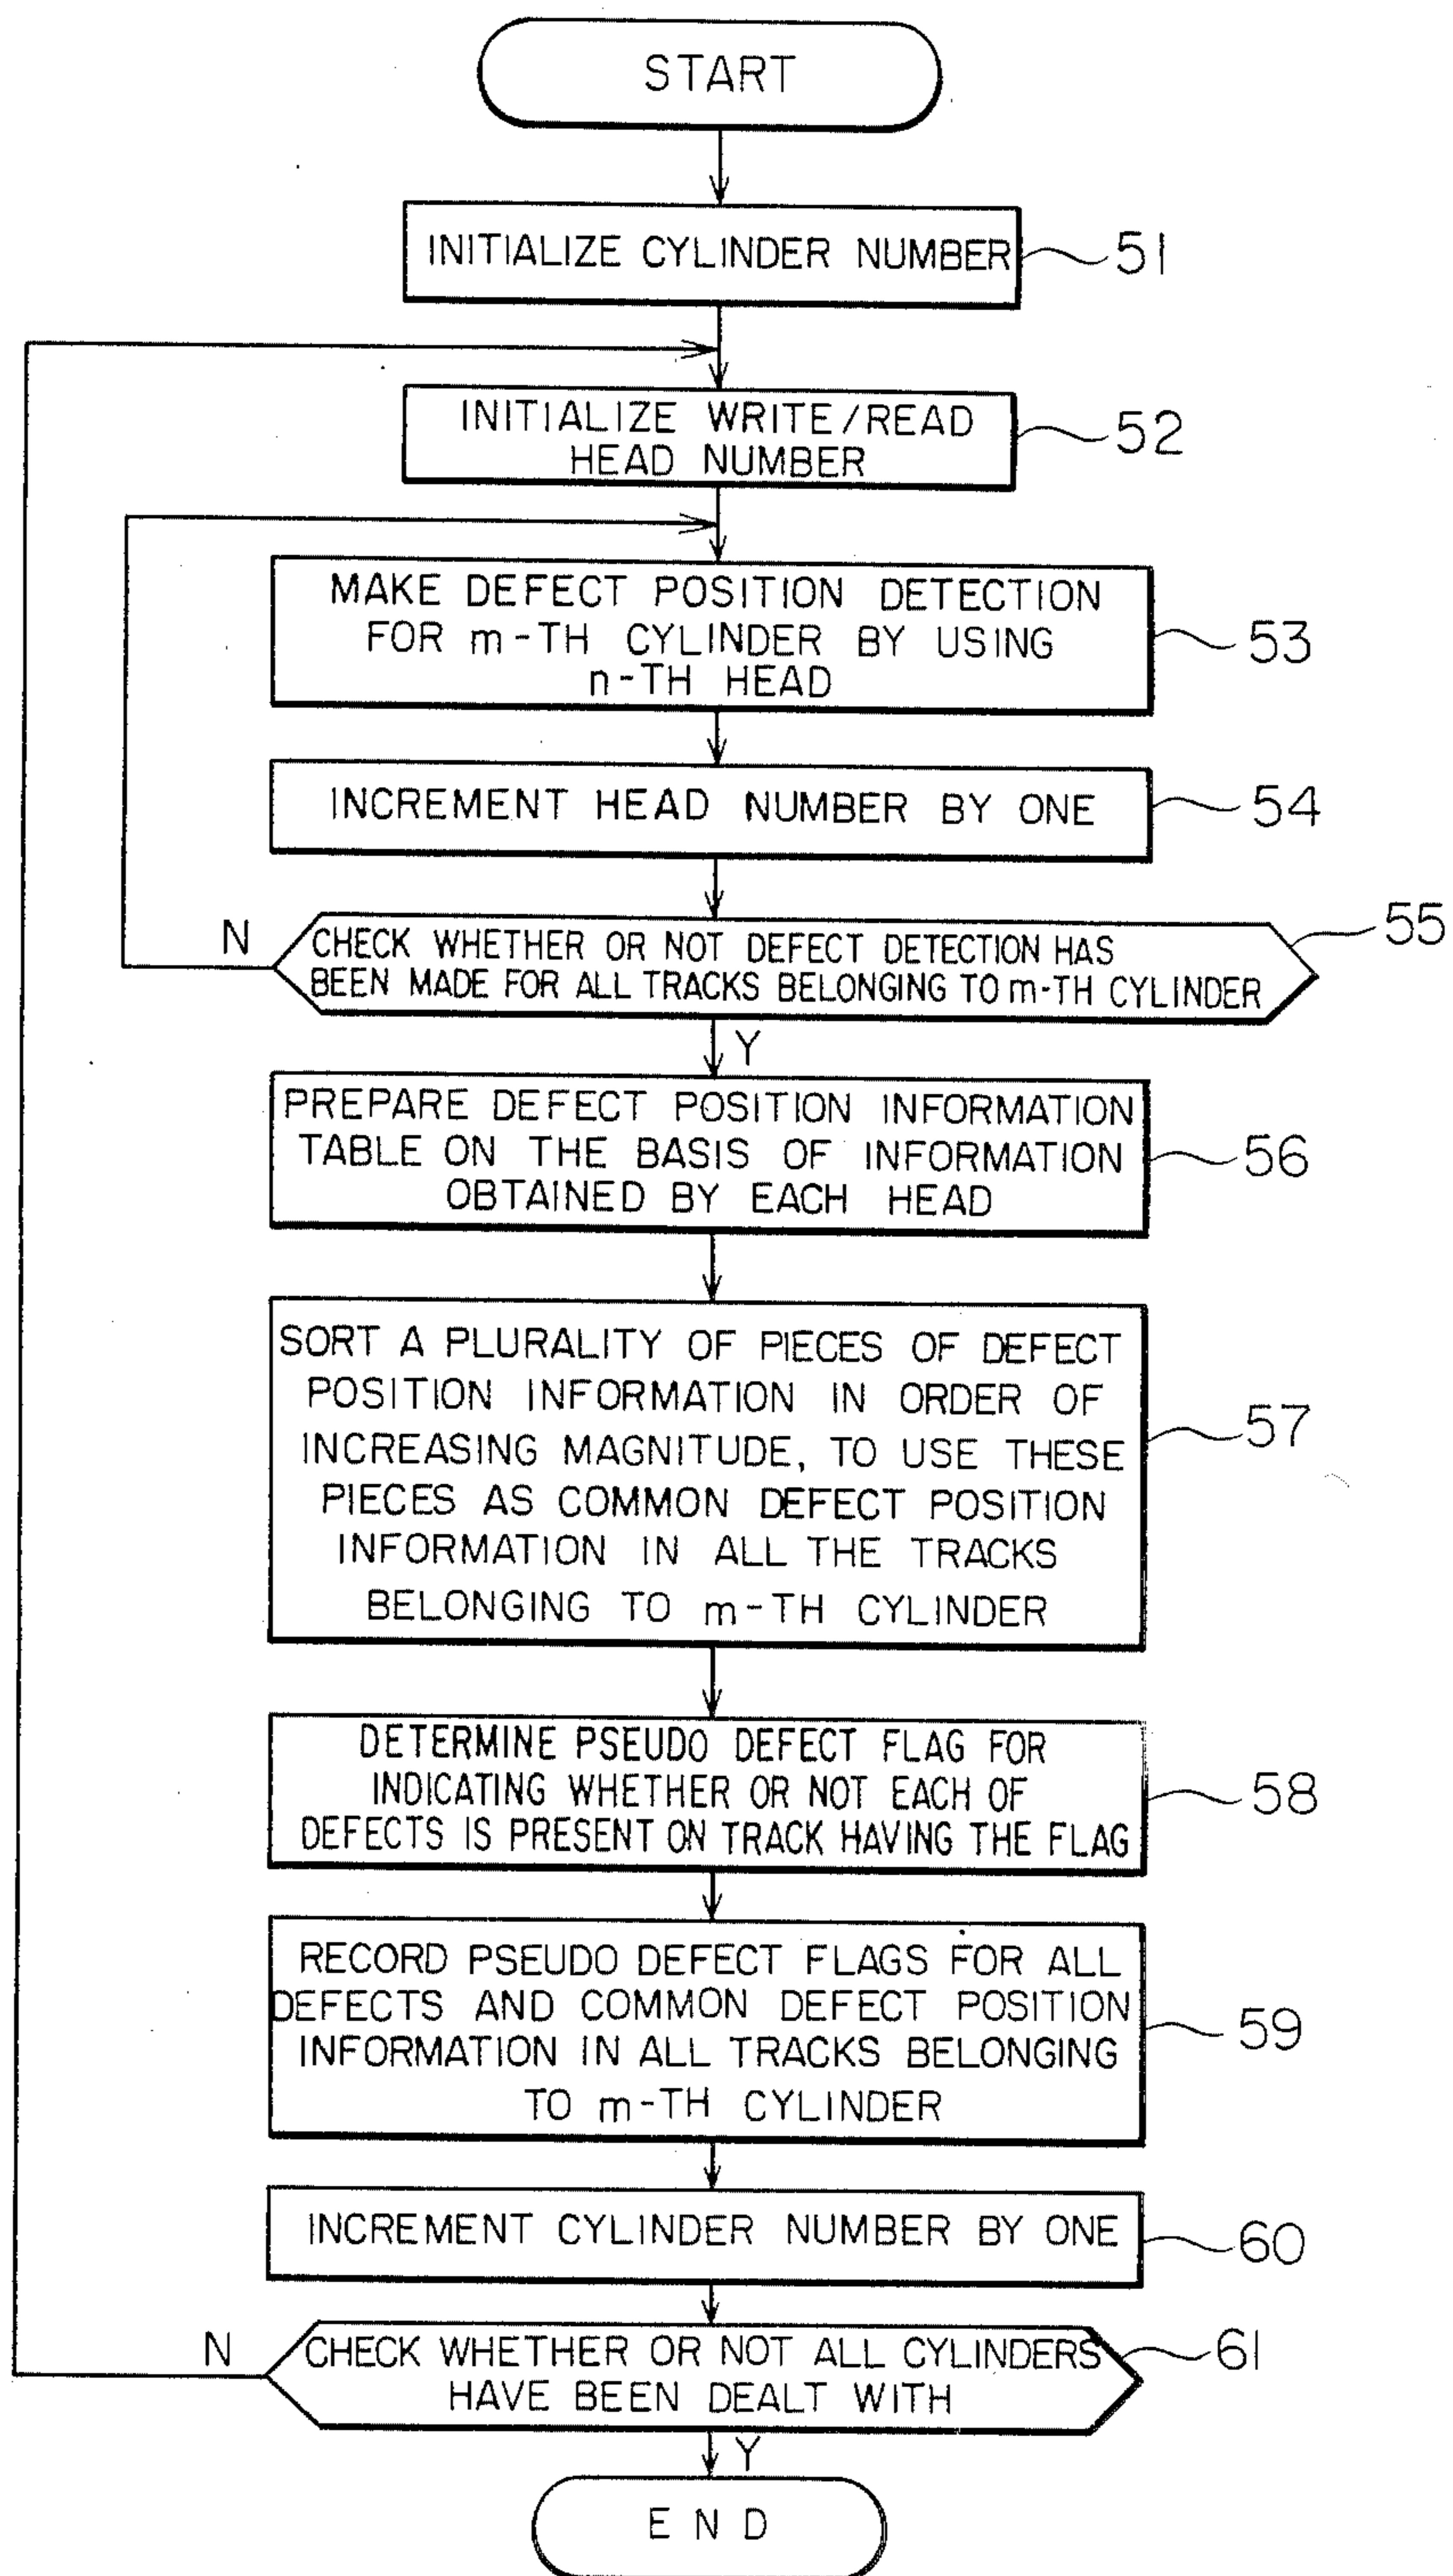 START
INITIALIZE CYLINDER NUMBER
51
INITIALIZE WRITE/READ
HEAD NUMBER
52
MAKE DEFECT POSITION DETECTION
FOR m-TH CYLINDER BY USING
n-TH HEAD
53
INCREMENT HEAD NUMBER BY ONE
54
N
CHECK WHETHER OR NOT DEFECT DETECTION HAS
BEEN MADE FOR ALL TRACKS BELONGING TO m-TH CYLINDER
55
Y
PREPARE DEFECT POSITION INFORMATION
TABLE ON THE BASIS OF INFORMATION
OBTAINED BY EACH HEAD
56
SORT A PLURALITY OF PIECES OF DEFECT
POSITION INFORMATION IN ORDER OF
INCREASING MAGNITUDE, TO USE THESE
PIECES AS COMMON DEFECT POSITION
INFORMATION IN ALL THE TRACKS
BELONGING TO m-TH CYLINDER
57
DETERMINE PSEUDO DEFECT FLAG FOR
INDICATING WHETHER OR NOT EACH OF
DEFECTS IS PRESENT ON TRACK HAVING THE FLAG
58
RECORD PSEUDO DEFECT FLAGS FOR ALL
DEFECTS AND COMMON DEFECT POSITION
INFORMATION IN ALL TRACKS BELONGING
TO m-TH CYLINDER
59
INCREMENT CYLINDER NUMBER BY ONE
60
N
CHECK WHETHER OR NOT ALL CYLINDERS
HAVE BEEN DEALT WITH
61
Y
END